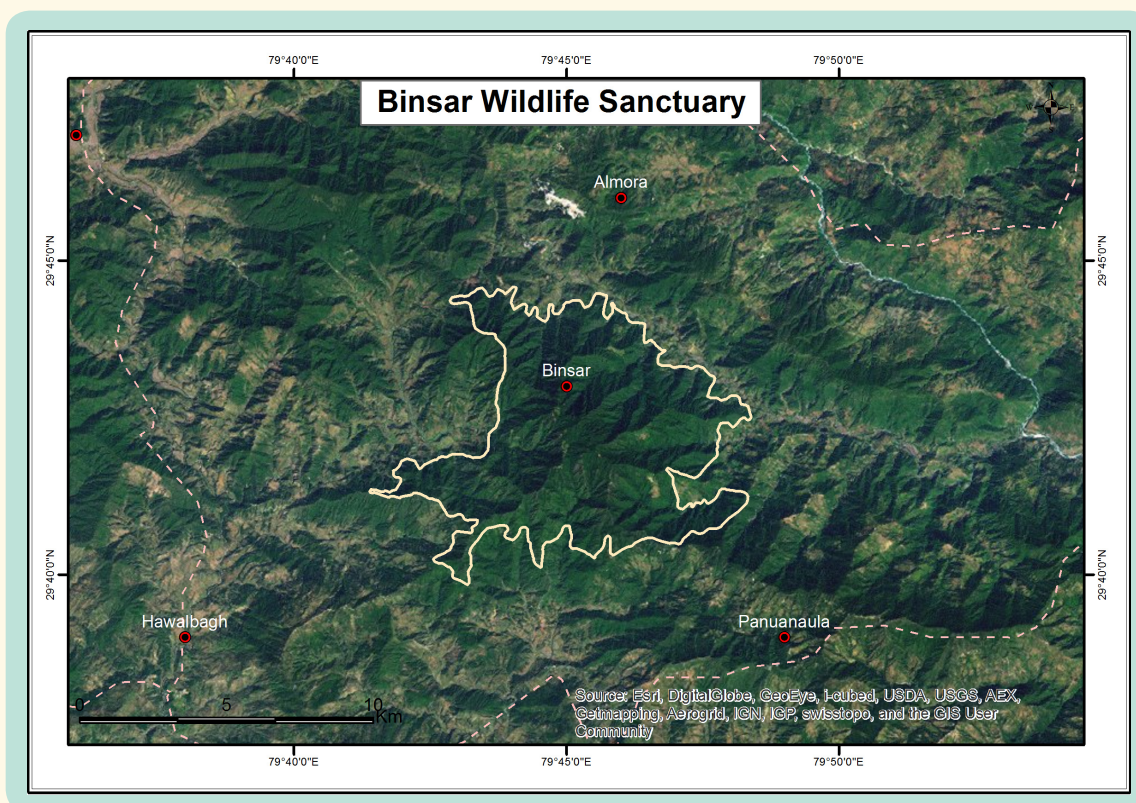 Binsar Wildlife Sanctuary
79°40'0"E 79°45'0"E 79°50'0"E
Almora
29°45'0"N 29°45'0"N
Binsar
29°40'0"N 29°40'0"N
Hawalbagh
Panuanaula
0 5 10
Km
Source: Esri, DigitalGlobe, GeoEye, i-cubed, USDA, USGS, AEX,
Getmapping, Aerogrid, IGN, IGP, swisstopo, and the GIS User
Community
79°40'0"E 79°45'0"E 79°50'0"E